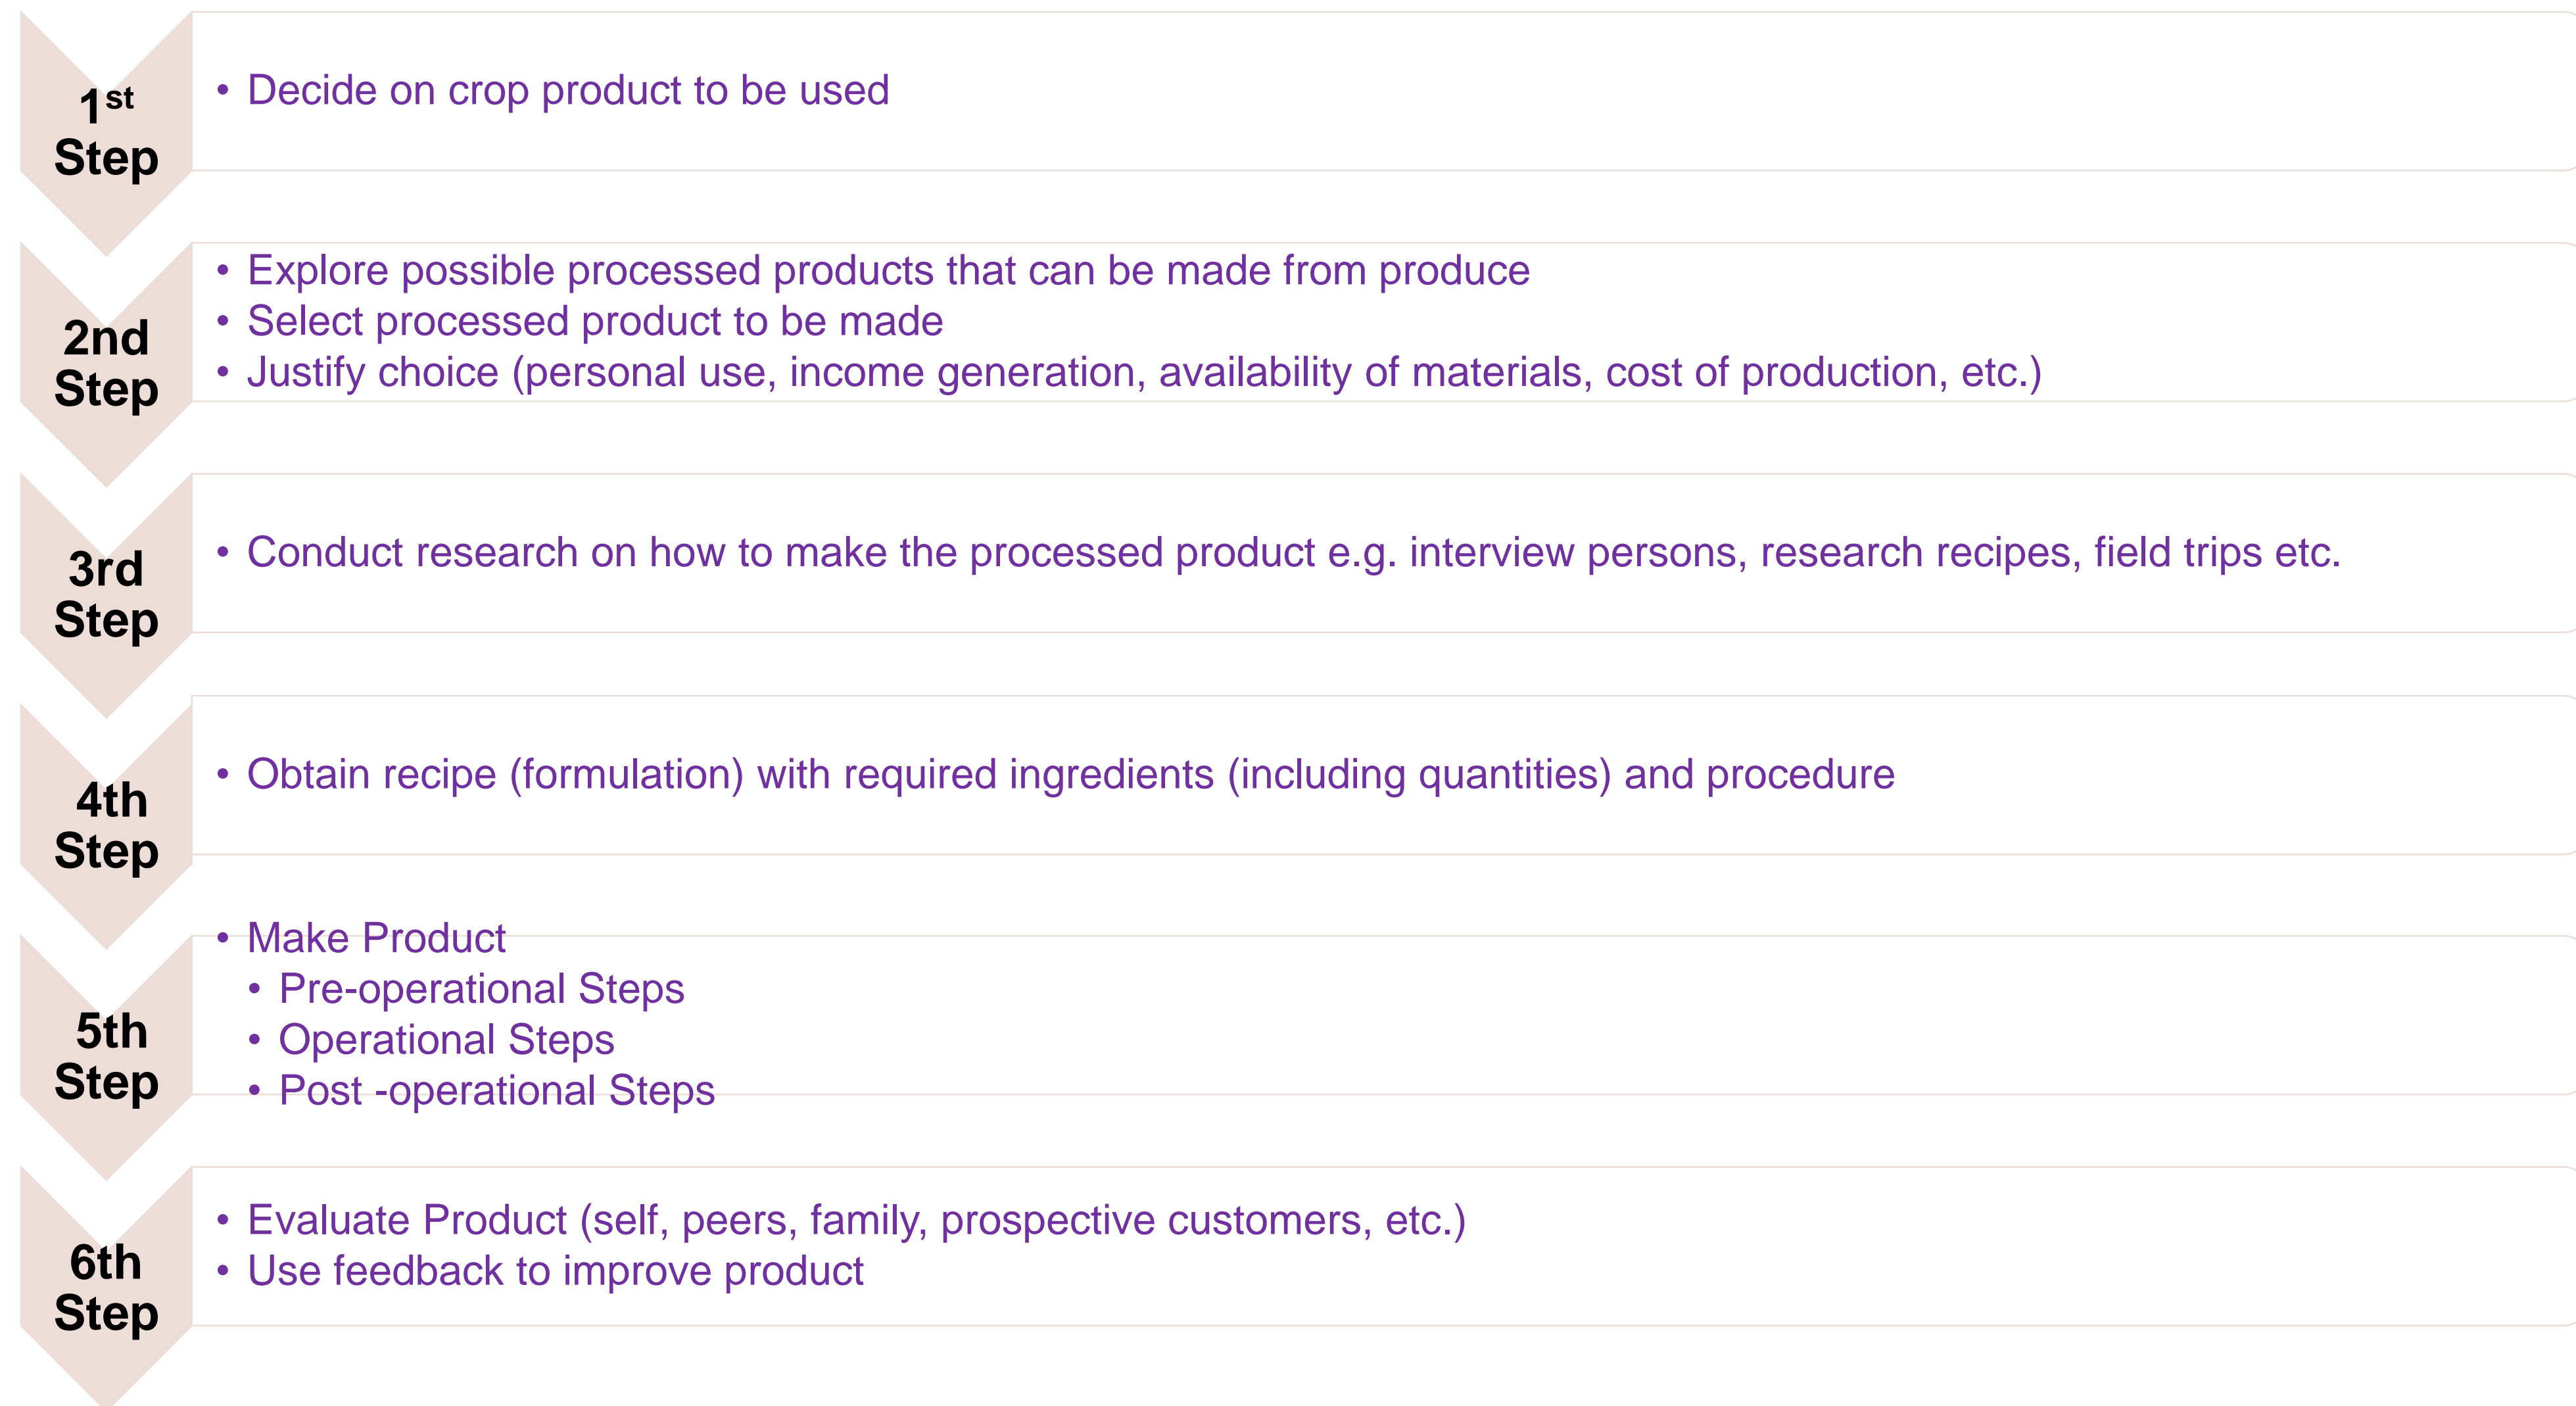 1st
Step
• Decide on crop product to be used
2nd
Step
• Explore possible processed products that can be made from produce
• Select processed product to be made
• Justify choice (personal use, income generation, availability of materials, cost of production, etc.)
3rd
Step
• Conduct research on how to make the processed product e.g. interview persons, research recipes, field trips etc.
4th
Step
• Obtain recipe (formulation) with required ingredients (including quantities) and procedure
5th
Step
• Make Product
• Pre-operational Steps
• Operational Steps
• Post -operational Steps
6th
Step
• Evaluate Product (self, peers, family, prospective customers, etc.)
• Use feedback to improve product